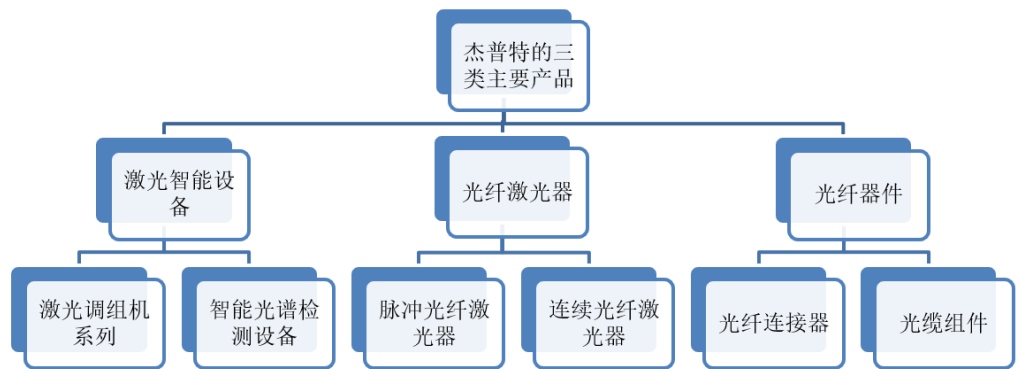 杰普特的三
类主要产品
激光智能设
备
光纤激光器
光纤器件
激光调组机
系列
智能光谱检
测设备
脉冲光纤激
光器
连续光纤激
光器
光纤连接器
光缆组件